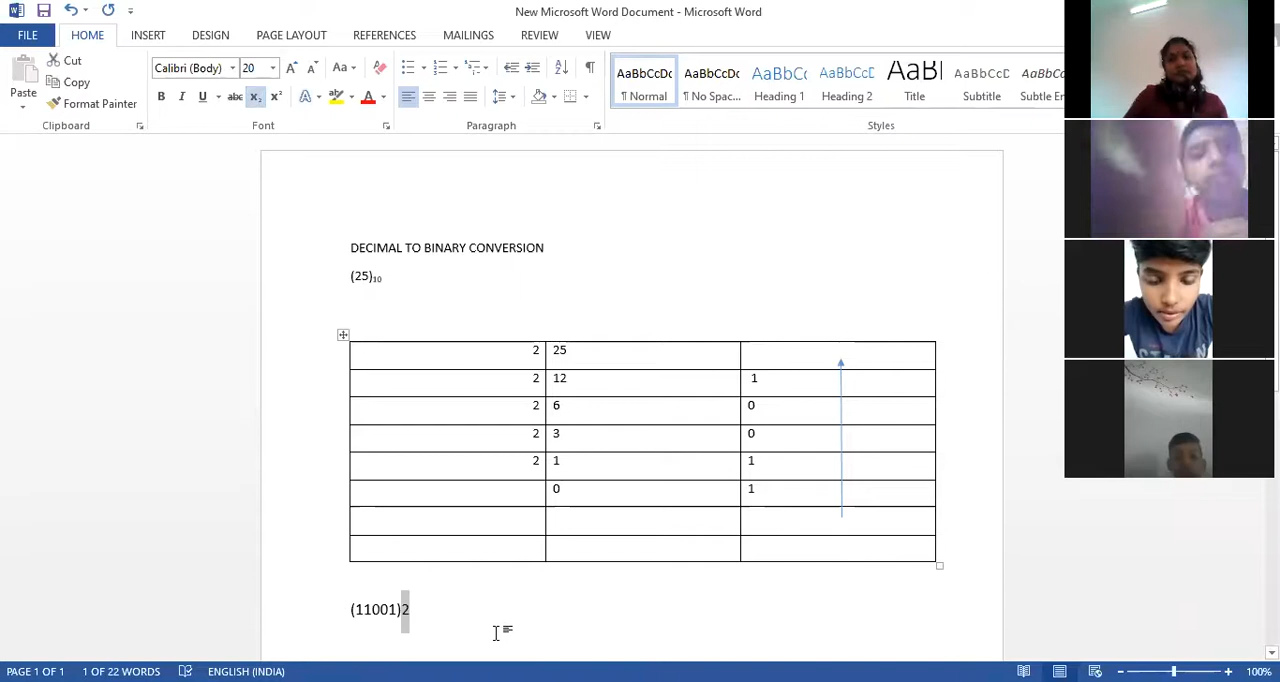 New Microsoft Word Document - Microsoft Word
FILE HOME INSERT DESIGN PAGE LAYOUT REFERENCES MAILINGS REVIEW VIEW
Cut
Copy
Format Painter
Paste
Clipboard
Calibri (Body) 20
Font
Paragraph
AaBbCcDc AaBbCcDc AaBbCc AaBbCcC AaBl AaBbCcD AaBbCcDc
¶ Normal ¶ No Spac... Heading 1 Heading 2 Title Subtitle Subtle Em
Styles
DECIMAL TO BINARY CONVERSION
(25)₁₀
2 25
2 12 1
2 6 0
2 3 0
2 1 1
0 1
(11001)2
PAGE 1 OF 1 1 OF 22 WORDS ENGLISH (INDIA) 100%